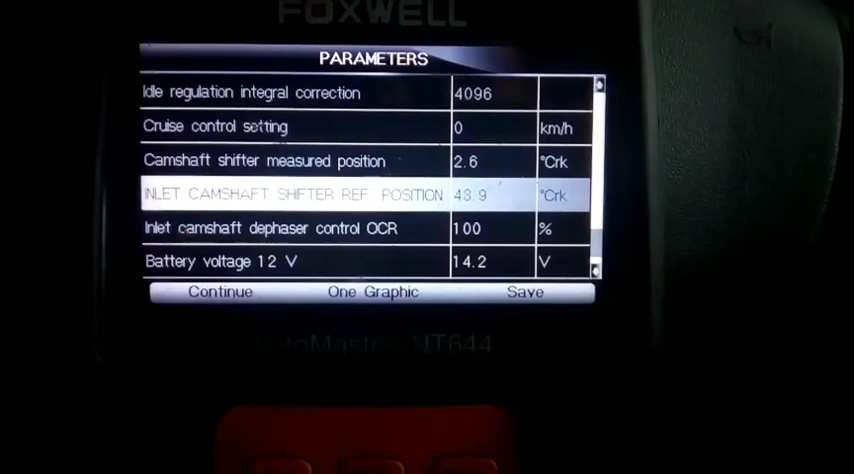 FOXWELL
PARAMETERS
Idle regulation integral correction 4096
Cruise control setting 0 km/h
Camshaft shifter measured position 2.6 °Crk
INLET CAMSHAFT SHIFTER REF. POSITION 43.9 °Crk
Inlet camshaft dephaser control OCR 100 %
Battery voltage 12 V 14.2 V
Continue One Graphic Save
AutoMaster NT644